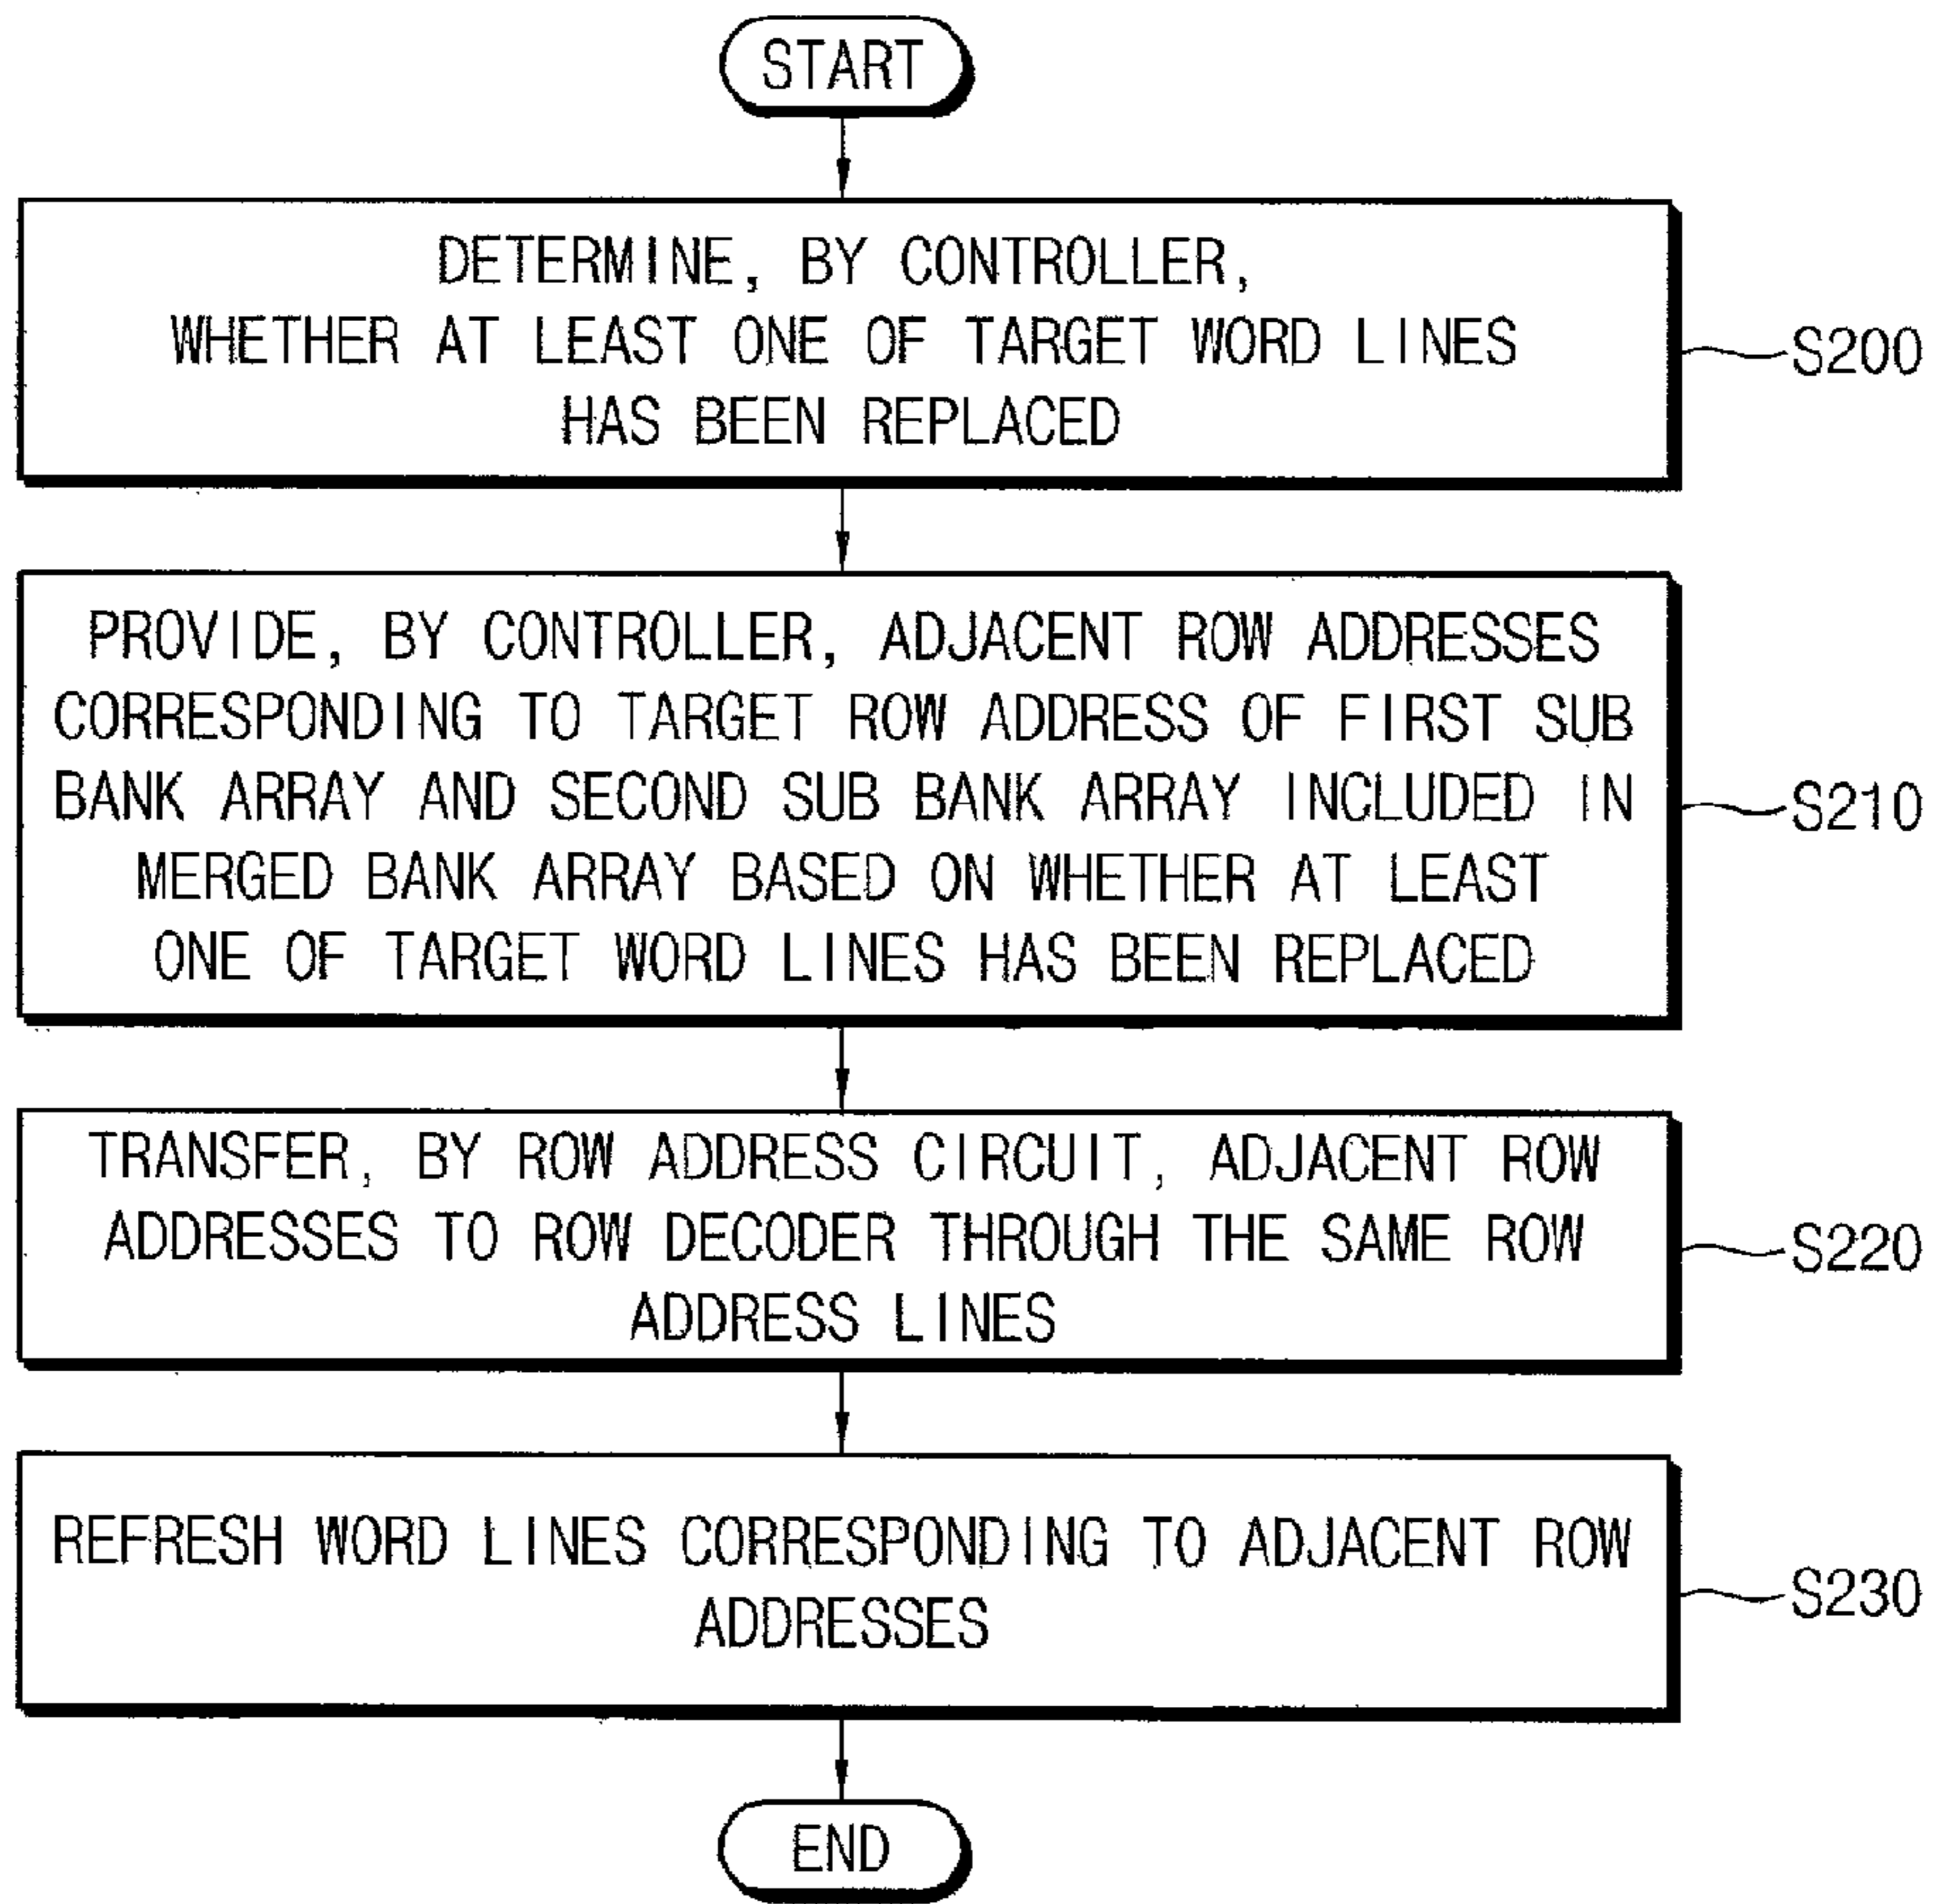 START
DETERMINE, BY CONTROLLER,
WHETHER AT LEAST ONE OF TARGET WORD LINES
HAS BEEN REPLACED
S200
PROVIDE, BY CONTROLLER, ADJACENT ROW ADDRESSES
CORRESPONDING TO TARGET ROW ADDRESS OF FIRST SUB
BANK ARRAY AND SECOND SUB BANK ARRAY INCLUDED IN
MERGED BANK ARRAY BASED ON WHETHER AT LEAST
ONE OF TARGET WORD LINES HAS BEEN REPLACED
S210
TRANSFER, BY ROW ADDRESS CIRCUIT, ADJACENT ROW
ADDRESSES TO ROW DECODER THROUGH THE SAME ROW
ADDRESS LINES
S220
REFRESH WORD LINES CORRESPONDING TO ADJACENT ROW
ADDRESSES
S230
END